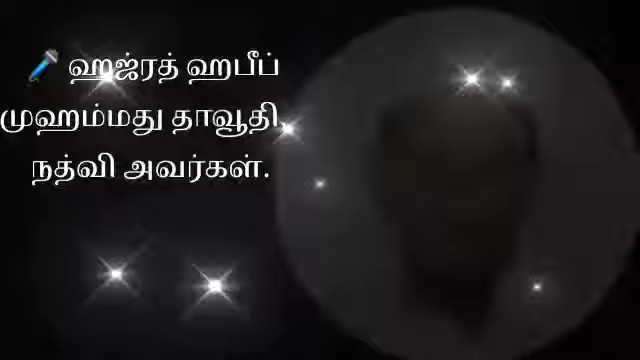 🎤 ஹஜ்ரத் ஹபீப்
முஹம்மது தாவூதி,
நத்வி அவர்கள்.